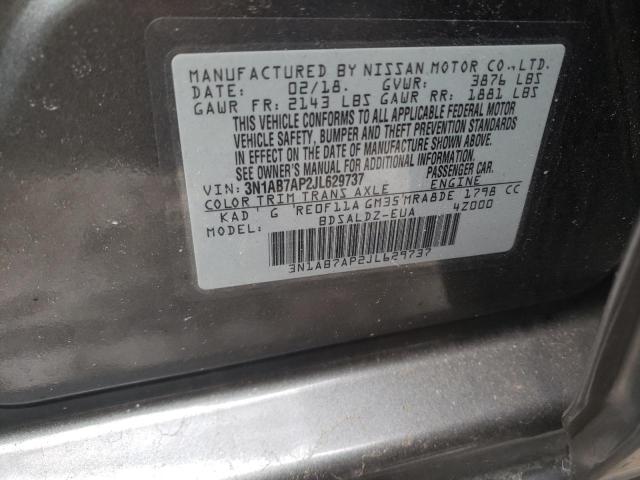 MANUFACTURED BY NISSAN MOTOR CO., LTD.
DATE: 02/18. GVWR: 3876 LBS
GAWR FR: 2143 LBS GAWR RR: 1881 LBS
THIS VEHICLE CONFORMS TO ALL APPLICABLE FEDERAL MOTOR
VEHICLE SAFETY, BUMPER AND THEFT PREVENTION STANDARDS
IN EFFECT ON THE DATE OF MANUFACTURE SHOWN ABOVE.
SEE OWNER'S MANUAL FOR ADDITIONAL INFORMATION.
VIN: 3N1AB7AP2JL629737 PASSENGER CAR.
COLOR TRIM TRANS AXLE ENGINE
KAD G RE0F11A GM35 MRA8DE 1798 CC
MODEL: BDSALDZ-EUA 4Z000
3N1AB7AP2JL629737